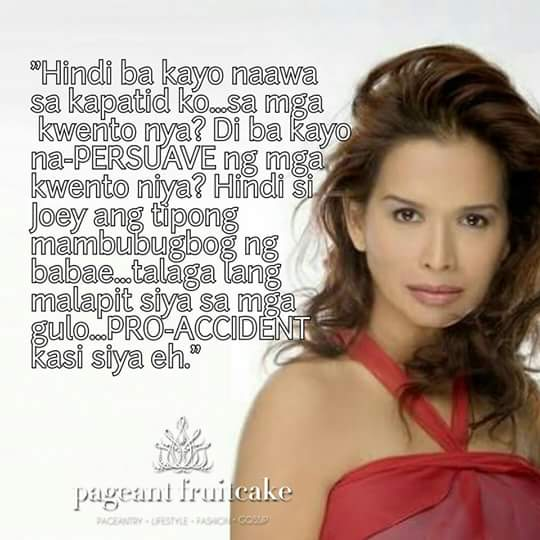 "Hindi ba kayo naawa
sa kapatid ko...sa mga
kwento nya? Di ba kayo
na-PERSUAVE ng mga
kwento niya? Hindi si
Joey ang tipong
mambubugbog ng
babae...talaga lang
malapit siya sa mga
gulo...PRO-ACCIDENT
kasi siya eh."
pageant fruitcake
PAGEANTRY • LIFESTYLE • FASHION • GOSSIP